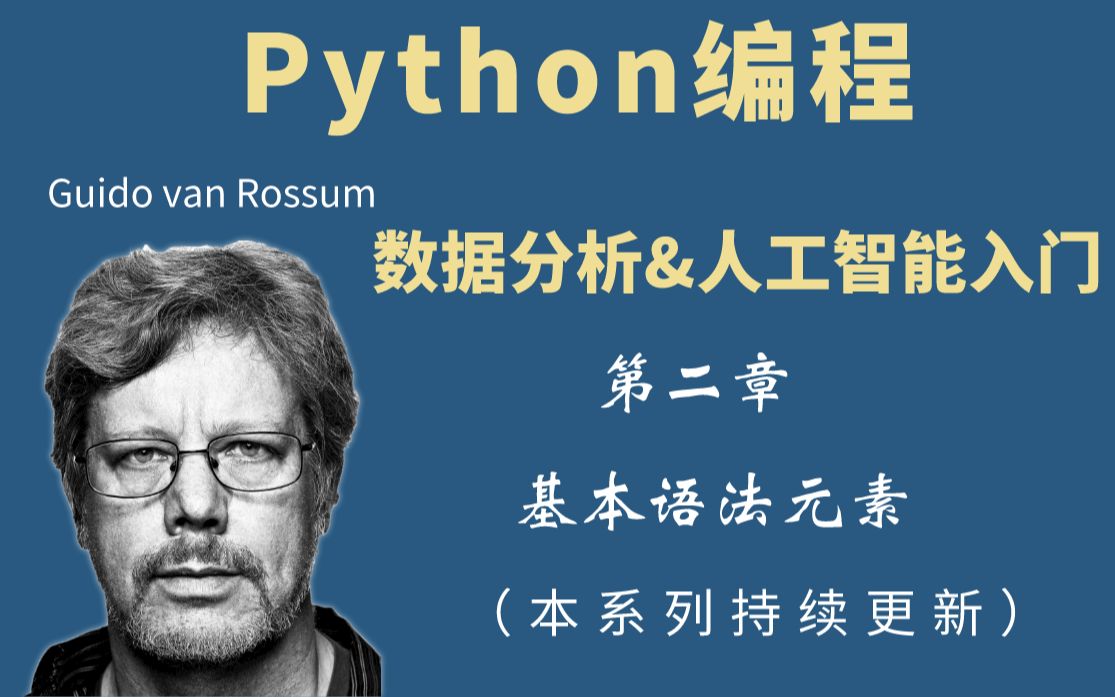 Python编程
Guido van Rossum
数据分析&人工智能入门
第二章
基本语法元素
（本系列持续更新）